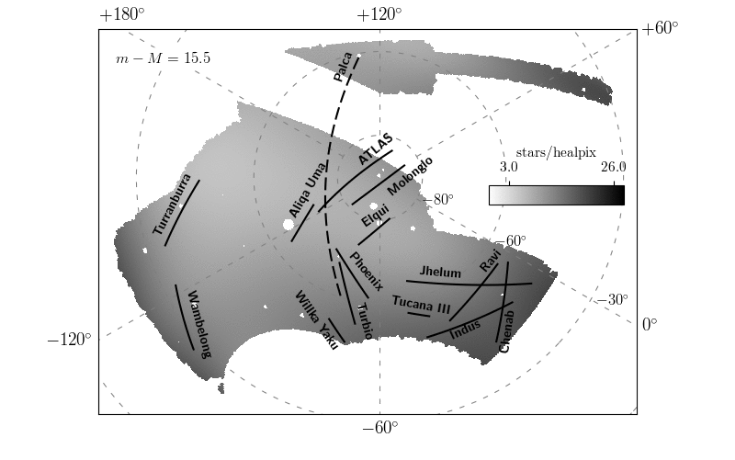 +180°
+120°
+60°
m − M = 15.5
Palca
stars/healpix
3.0
26.0
ATLAS
Molonglo
Aliqa Uma
Turranburra
Elqui
−80°
−60°
Ravi
Jhelum
Phoenix
−30°
0°
Tucana III
Indus
Chenab
Turbio
Willka Yaku
Wambelong
−120°
−60°